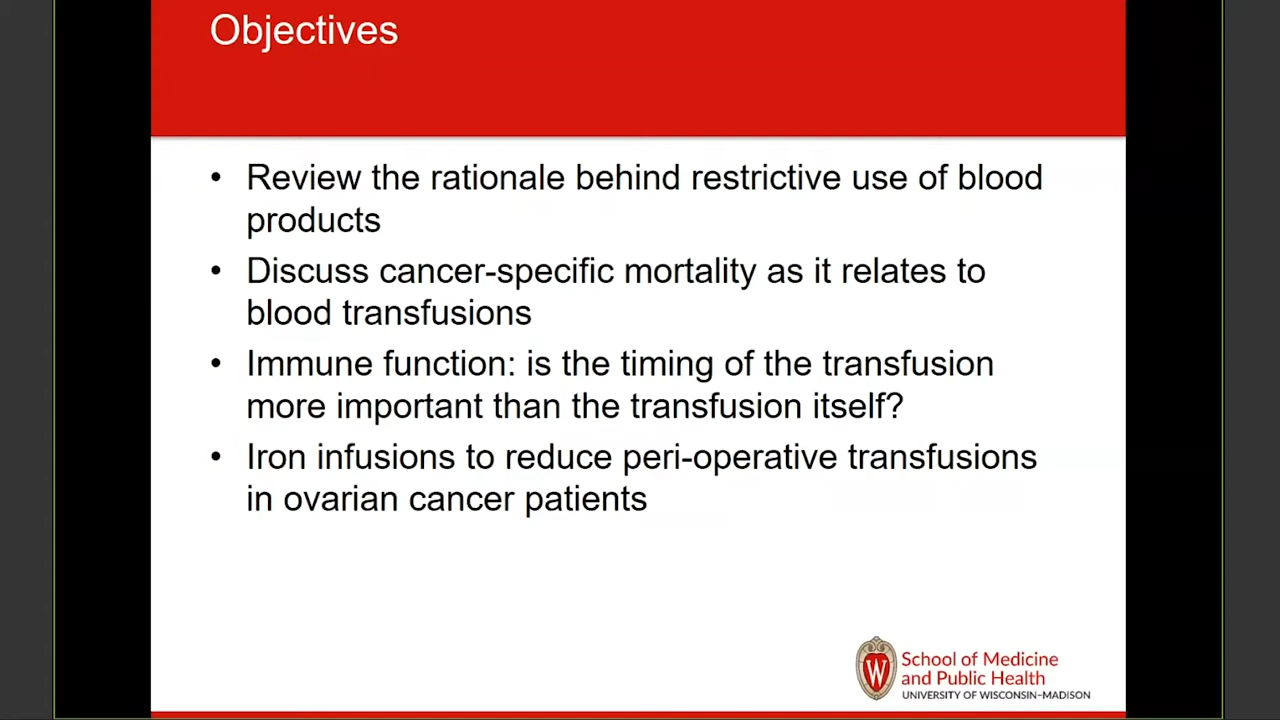 Objectives
• Review the rationale behind restrictive use of blood
products
• Discuss cancer-specific mortality as it relates to
blood transfusions
• Immune function: is the timing of the transfusion
more important than the transfusion itself?
• Iron infusions to reduce peri-operative transfusions
in ovarian cancer patients
W
School of Medicine
and Public Health
UNIVERSITY OF WISCONSIN–MADISON